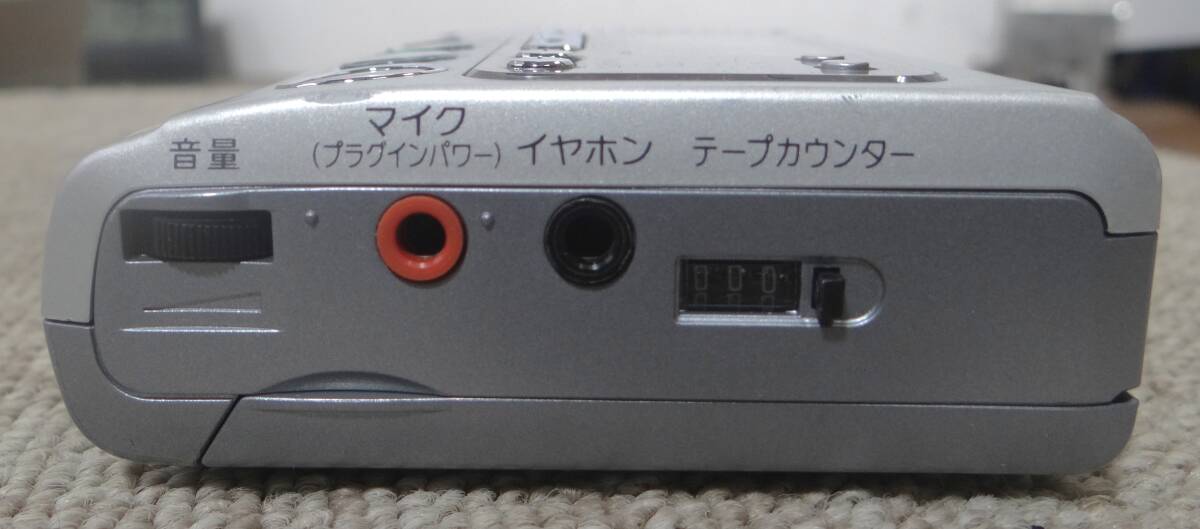 音量
マイク
(プラグインパワー)
イヤホン
テープカウンター
000